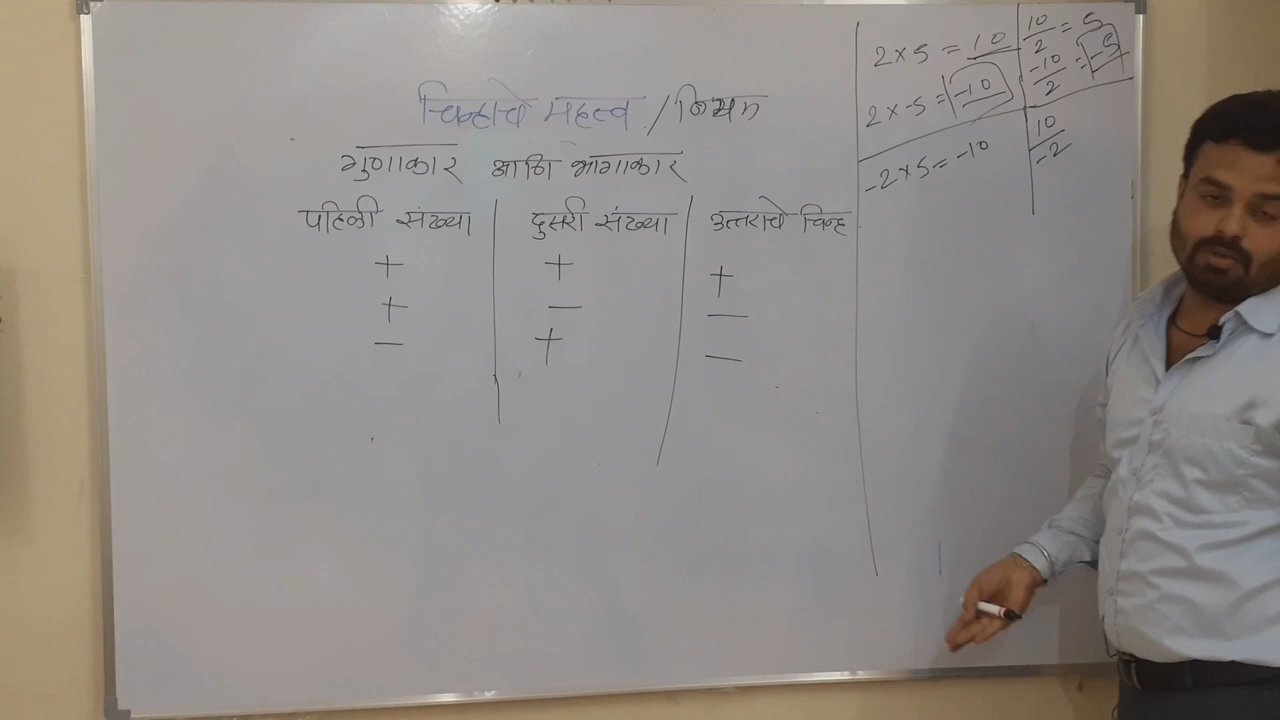 चिन्हाचे महत्व / नियम
गुणाकार आणि भागाकार
पहिली संख्या दुसरी संख्या उत्तराचे चिन्ह
+ + +
+ — —
— + —
2 × 5 = 10
2 × -5 = -10
-2 × 5 = -10
10/2 = 5
-10/2 = -5
10/-2